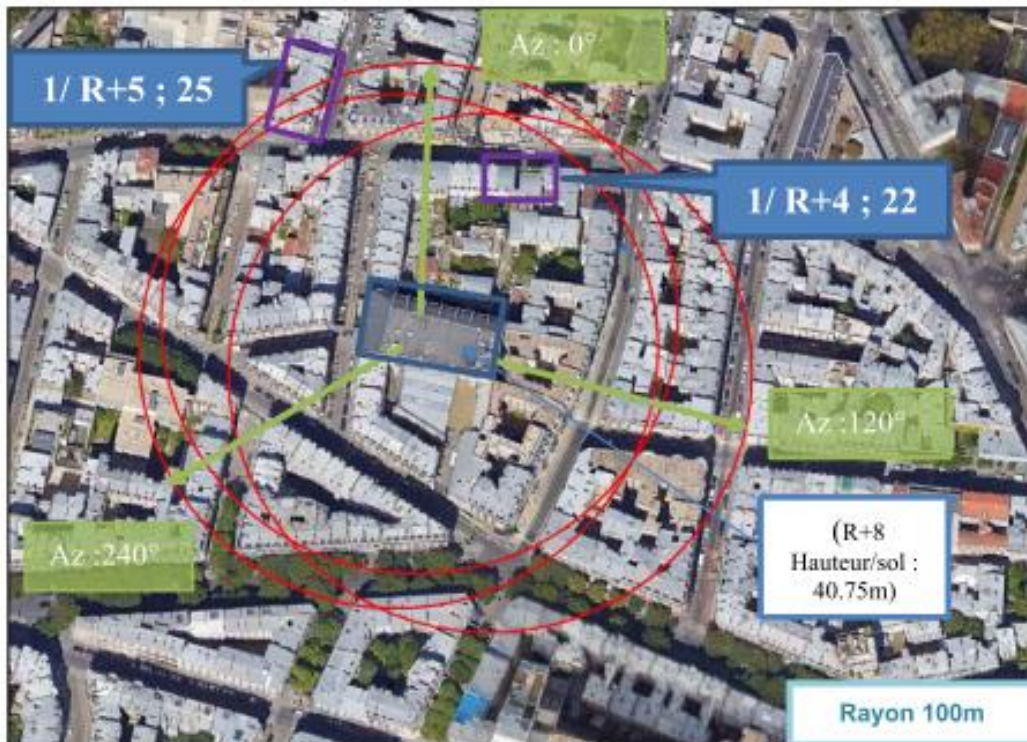 Az : 0°
1/ R+5 ; 25
1/ R+4 ; 22
Az :120°
(R+8
Hauteur/sol :
40.75m)
Az :240°
Rayon 100m